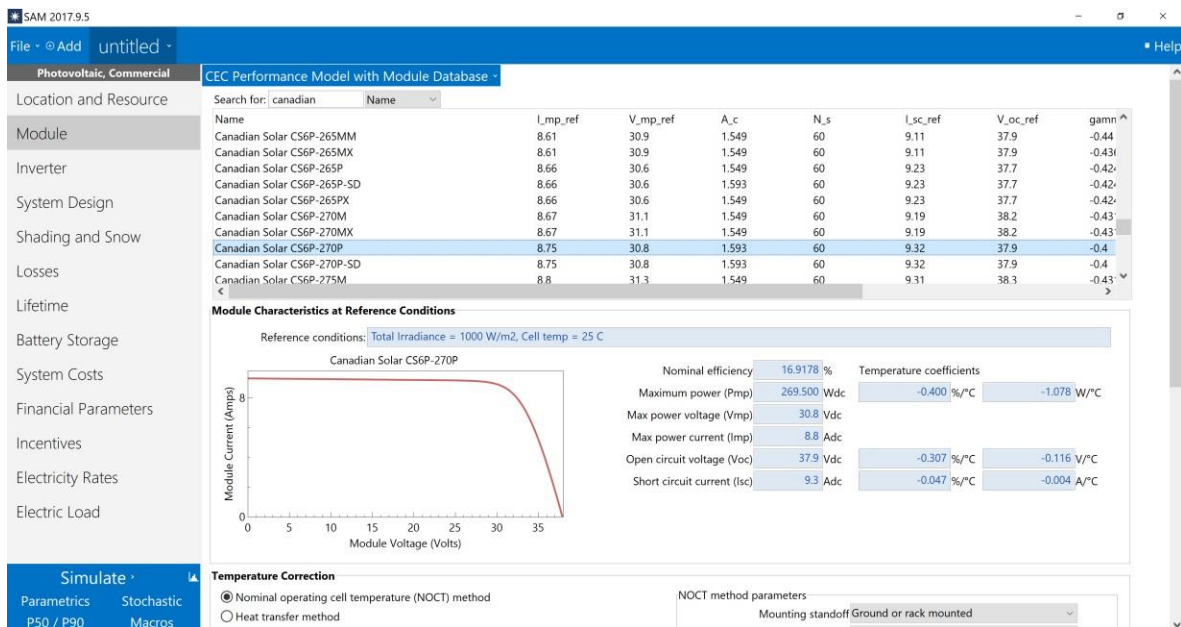 SAM 2017.9.5
File Add untitled Help
Photovoltaic, Commercial
Location and Resource
Module
Inverter
System Design
Shading and Snow
Losses
Lifetime
Battery Storage
System Costs
Financial Parameters
Incentives
Electricity Rates
Electric Load
Simulate
Parametrics Stochastic
P50 / P90 Macros
CEC Performance Model with Module Database
Search for: canadian Name
Name I_mp_ref V_mp_ref A_c N_s I_sc_ref V_oc_ref gamn
Canadian Solar CS6P-265MM 8.61 30.9 1.549 60 9.11 37.9 -0.44
Canadian Solar CS6P-265MX 8.61 30.9 1.549 60 9.11 37.9 -0.436
Canadian Solar CS6P-265P 8.66 30.6 1.549 60 9.23 37.7 -0.424
Canadian Solar CS6P-265P-SD 8.66 30.6 1.593 60 9.23 37.7 -0.424
Canadian Solar CS6P-265PX 8.66 30.6 1.549 60 9.23 37.7 -0.424
Canadian Solar CS6P-270M 8.67 31.1 1.549 60 9.19 38.2 -0.43
Canadian Solar CS6P-270MX 8.67 31.1 1.549 60 9.19 38.2 -0.43
Canadian Solar CS6P-270P 8.75 30.8 1.593 60 9.32 37.9 -0.4
Canadian Solar CS6P-270P-SD 8.75 30.8 1.593 60 9.32 37.9 -0.4
Canadian Solar CS6P-275M 8.8 31.3 1.549 60 9.31 38.3 -0.43
Module Characteristics at Reference Conditions
Reference conditions: Total Irradiance = 1000 W/m2, Cell temp = 25 C
Canadian Solar CS6P-270P
Module Current (Amps)
8
0
0 5 10 15 20 25 30 35
Module Voltage (Volts)
Nominal efficiency 16.9178 % Temperature coefficients
Maximum power (Pmp) 269.500 Wdc -0.400 %/°C -1.078 W/°C
Max power voltage (Vmp) 30.8 Vdc
Max power current (Imp) 8.8 Adc
Open circuit voltage (Voc) 37.9 Vdc -0.307 %/°C -0.116 V/°C
Short circuit current (Isc) 9.3 Adc -0.047 %/°C -0.004 A/°C
Temperature Correction
Nominal operating cell temperature (NOCT) method
Heat transfer method
NOCT method parameters
Mounting standoff Ground or rack mounted